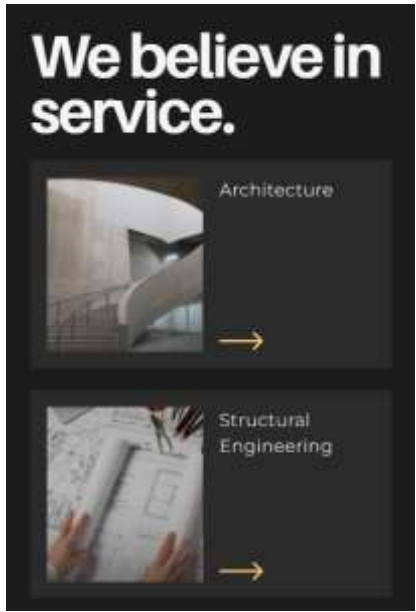 We believe in
service.
Architecture
Structural
Engineering